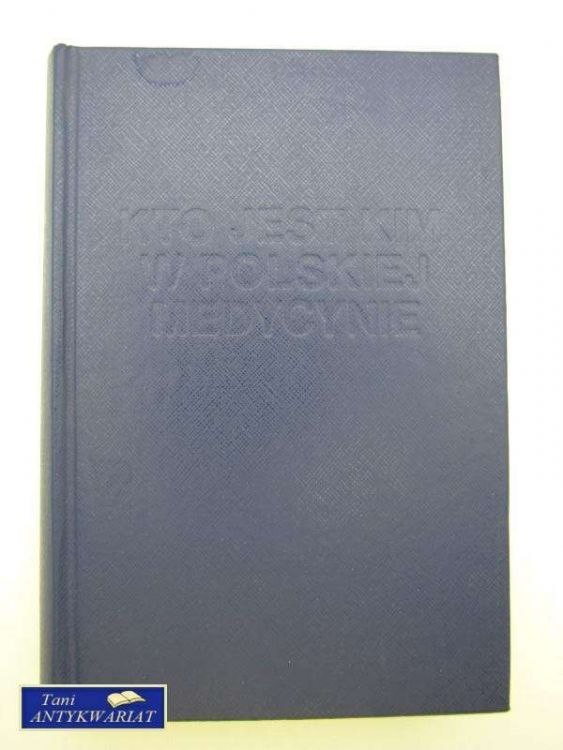 KTO JEST KIM
W POLSKIEJ
MEDYCYNIE
Tani
ANTYKWARIAT